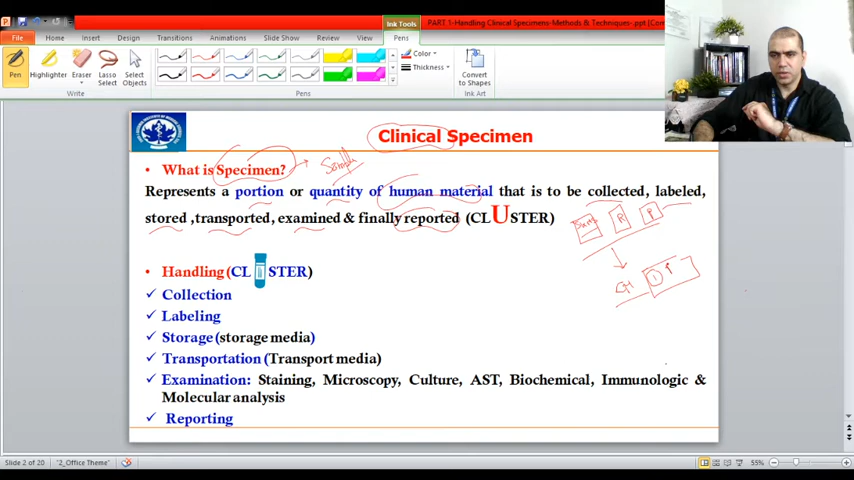 Ink Tools
PART 1-Handling Clinical Specimens-Methods & Techniques-.ppt (Com
File Home Insert Design Transitions Animations Slide Show Review View Pens
Pen Highlighter Eraser Lasso Select Select Objects
Color
Thickness
Convert to Shapes
Write Pens Ink Art
Clinical Specimen
• What is Specimen? Sample
Represents a portion or quantity of human material that is to be collected, labeled,
stored ,transported, examined & finally reported (CLUSTER)
• Handling (CL STER)
✓ Collection
✓ Labeling
✓ Storage (storage media)
✓ Transportation (Transport media)
✓ Examination: Staining, Microscopy, Culture, AST, Biochemical, Immunologic &
Molecular analysis
✓ Reporting
Slide 2 of 20 "2_Office Theme" 55%